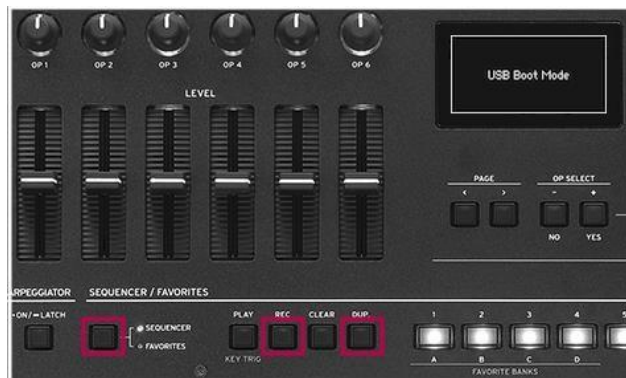 OP 1 OP 2 OP 3 OP 4 OP 5 OP 6
LEVEL
USB Boot Mode
PAGE OP SELECT
< > - +
NO YES
ARPEGGIATOR SEQUENCER / FAVORITES
-ON/-LATCH SEQUENCER PLAY REC CLEAR DUP. 1 2 3 4 5
FAVORITES KEY TRIG A B C D
FAVORITE BANKS